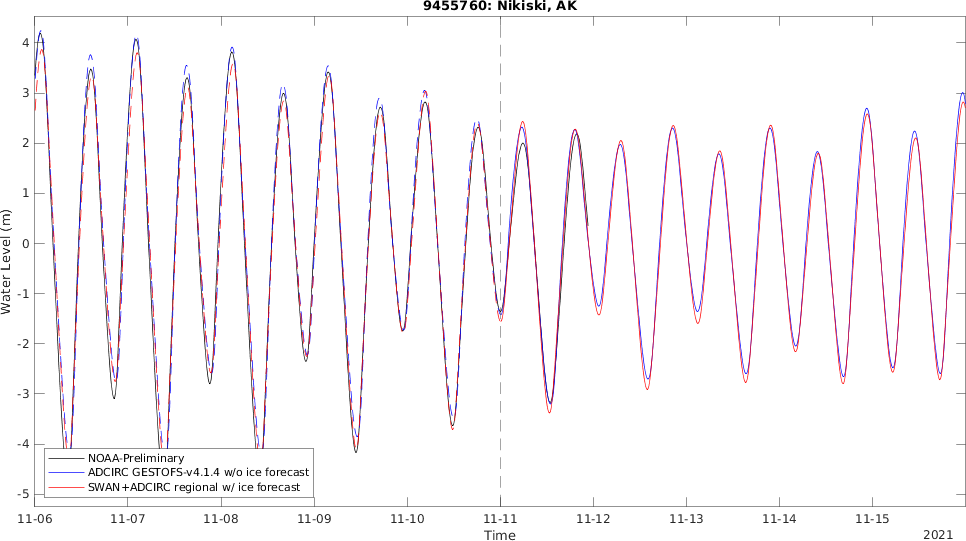 9455760: Nikiski, AK
Water Level (m)
4
3
2
1
0
-1
-2
-3
-4
-5
NOAA-Preliminary
ADCIRC GESTOFS-v4.1.4 w/o ice forecast
SWAN+ADCIRC regional w/ ice forecast
11-06 11-07 11-08 11-09 11-10 11-11 11-12 11-13 11-14 11-15
Time
2021